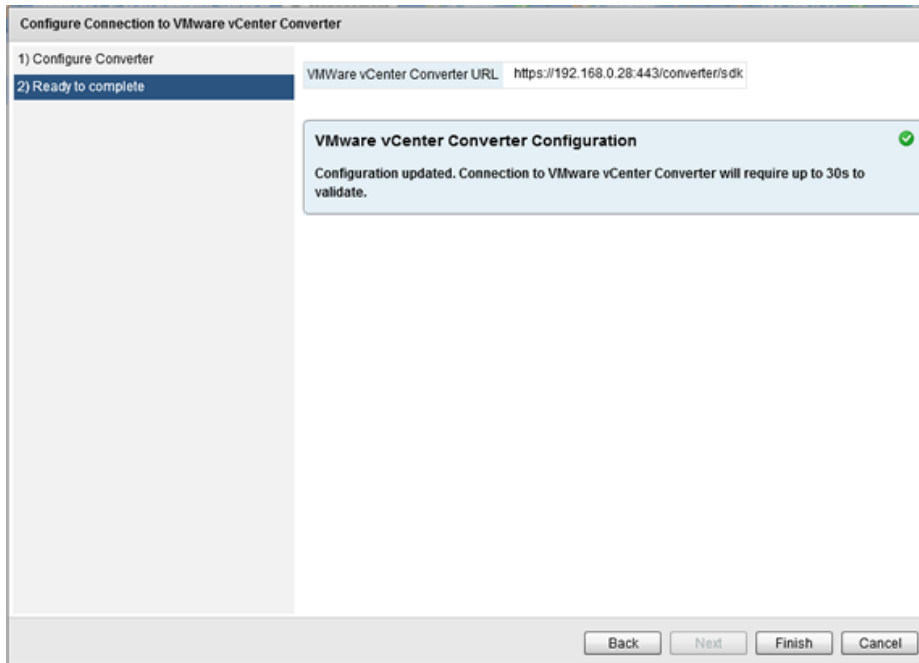 Configure Connection to VMware vCenter Converter
1) Configure Converter
2) Ready to complete
VMWare vCenter Converter URL https://192.168.0.28:443/converter/sdk
VMware vCenter Converter Configuration
Configuration updated. Connection to VMware vCenter Converter will require up to 30s to
validate.
Back Next Finish Cancel